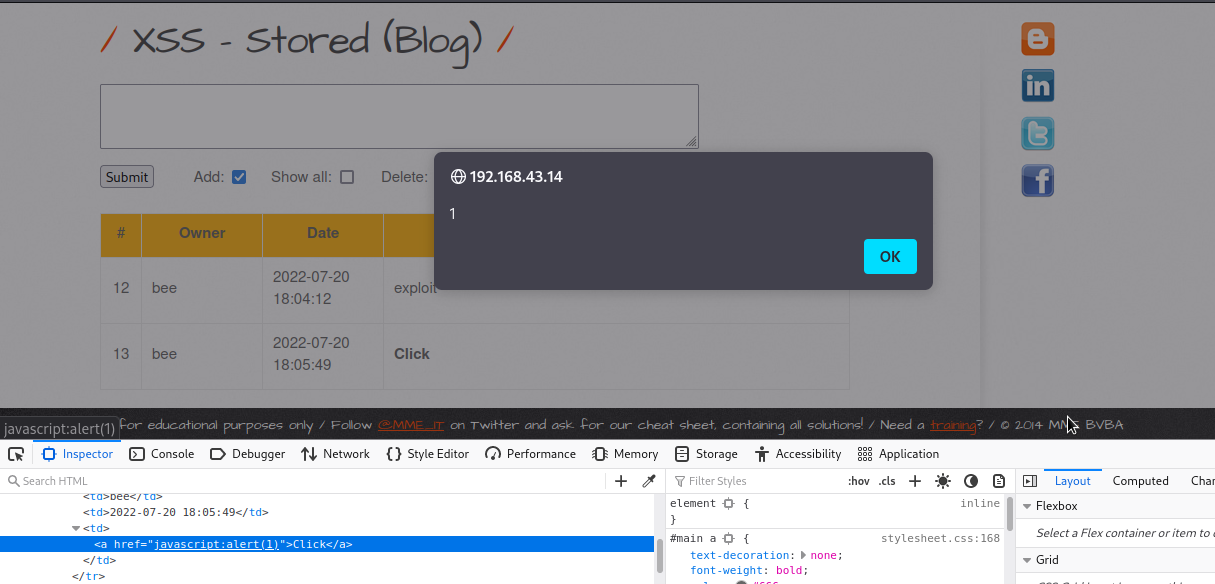 / XSS - Stored (Blog) /
Submit Add: Show all: Delete:
192.168.43.14
1
OK
# Owner Date
12 bee 2022-07-20 18:04:12 exploit
13 bee 2022-07-20 18:05:49 Click
javascript:alert(1) for educational purposes only / Follow @MME_IT on Twitter and ask for our cheat sheet, containing all solutions! / Need a training? / © 2014 MME BVBA
Inspector Console Debugger Network Style Editor Performance Memory Storage Accessibility Application
Search HTML
Filter Styles :hov .cls
Layout Computed
<td>bee</td>
<td>2022-07-20 18:05:49</td>
<td>
<a href="javascript:alert(1)">Click</a>
</td>
</tr>
element { inline
}
#main a { stylesheet.css:168
text-decoration: none;
font-weight: bold;
Flexbox
Select a Flex container or item to
Grid